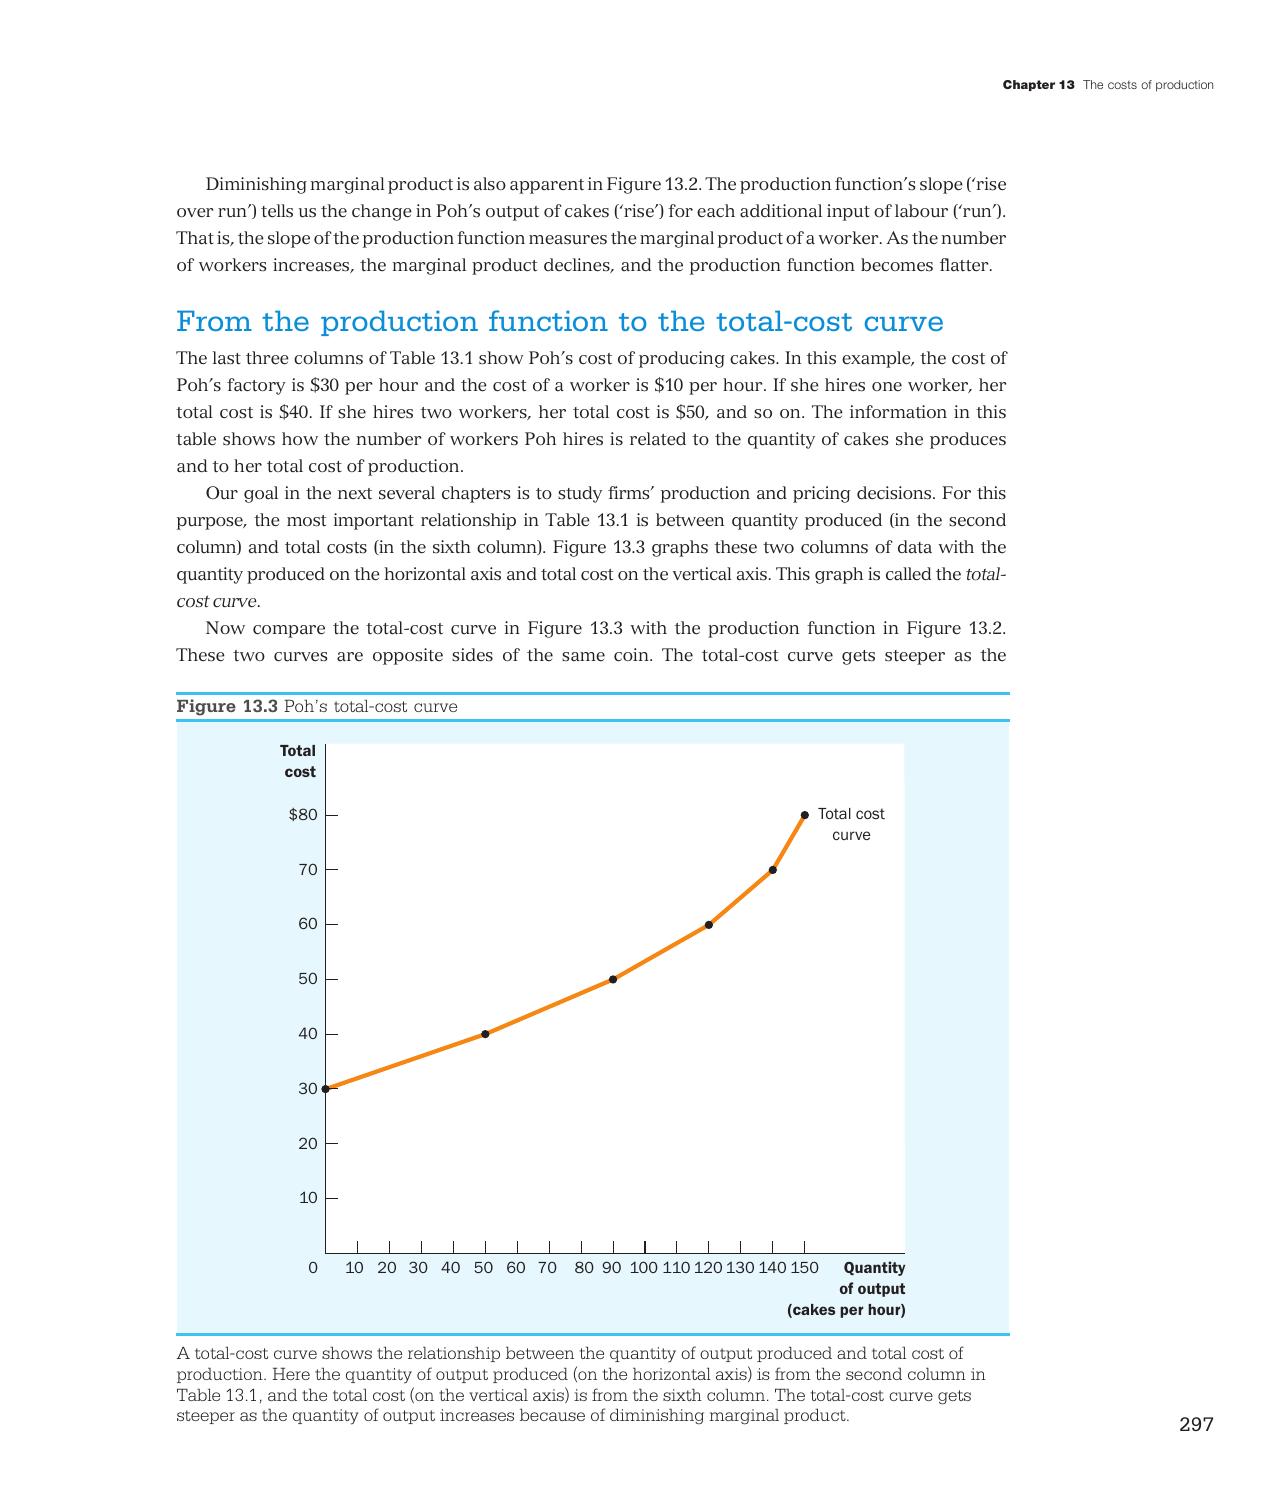 Chapter 13 The costs of production
Diminishing marginal product is also apparent in Figure 13.2. The production function’s slope (‘rise
over run’) tells us the change in Poh’s output of cakes (‘rise’) for each additional input of labour (‘run’).
That is, the slope of the production function measures the marginal product of a worker. As the number
of workers increases, the marginal product declines, and the production function becomes flatter.
From the production function to the total-cost curve
The last three columns of Table 13.1 show Poh’s cost of producing cakes. In this example, the cost of
Poh’s factory is $30 per hour and the cost of a worker is $10 per hour. If she hires one worker, her
total cost is $40. If she hires two workers, her total cost is $50, and so on. The information in this
table shows how the number of workers Poh hires is related to the quantity of cakes she produces
and to her total cost of production.
Our goal in the next several chapters is to study firms’ production and pricing decisions. For this
purpose, the most important relationship in Table 13.1 is between quantity produced (in the second
column) and total costs (in the sixth column). Figure 13.3 graphs these two columns of data with the
quantity produced on the horizontal axis and total cost on the vertical axis. This graph is called the total-
cost curve.
Now compare the total-cost curve in Figure 13.3 with the production function in Figure 13.2.
These two curves are opposite sides of the same coin. The total-cost curve gets steeper as the
Figure 13.3 Poh’s total-cost curve
Total
cost
$80
70
60
50
40
30
20
10
Total cost
curve
0 10 20 30 40 50 60 70 80 90 100 110 120 130 140 150
Quantity
of output
(cakes per hour)
A total-cost curve shows the relationship between the quantity of output produced and total cost of
production. Here the quantity of output produced (on the horizontal axis) is from the second column in
Table 13.1, and the total cost (on the vertical axis) is from the sixth column. The total-cost curve gets
steeper as the quantity of output increases because of diminishing marginal product.
297